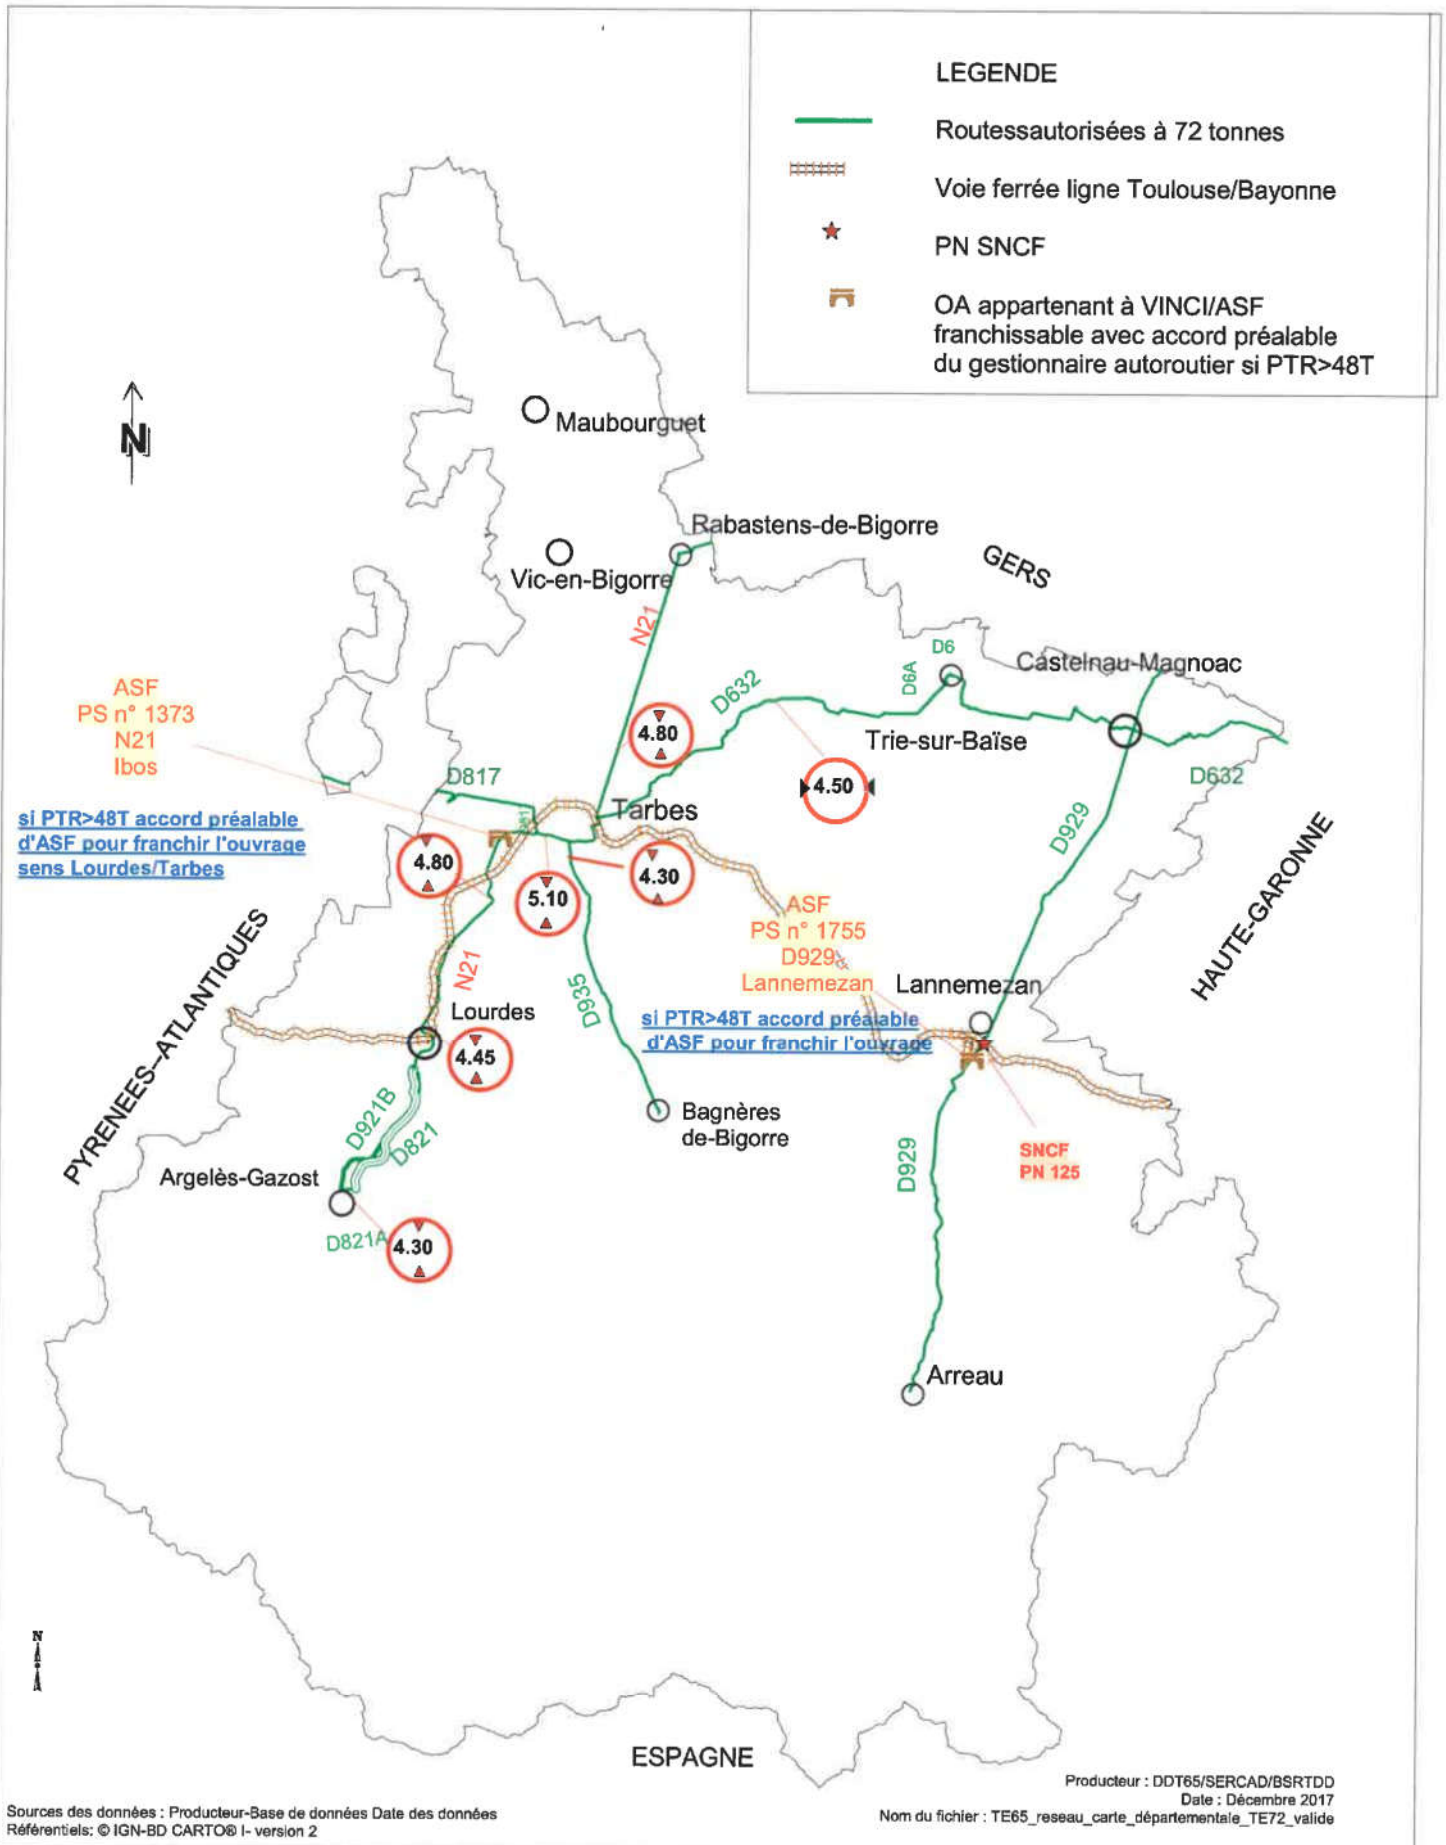 LEGENDE
Routessautorisées à 72 tonnes
Voie ferrée ligne Toulouse/Bayonne
PN SNCF
OA appartenant à VINCI/ASF
franchissable avec accord préalable
du gestionnaire autoroutier si PTR>48T
N
Maubourguet
Rabastens-de-Bigorre
Vic-en-Bigorre
GERS
N21
D6
D6A
Castelnau-Magnoac
D632
ASF
PS n° 1373
N21
Ibos
4.80
Trie-sur-Baïse
D632
D817
4.50
si PTR>48T accord préalable
d'ASF pour franchir l'ouvrage
sens Lourdes/Tarbes
Tarbes
D929
4.80
5.10
4.30
HAUTE-GARONNE
PYRENEES-ATLANTIQUES
ASF
PS n° 1755
D929
Lannemezan
N21
D935
Lannemezan
Lourdes
si PTR>48T accord préalable
d'ASF pour franchir l'ouvrage
4.45
D921B
D821
Bagnères
de-Bigorre
SNCF
PN 125
D929
Argelès-Gazost
D821A
4.30
Arreau
N
ESPAGNE
Producteur : DDT65/SERCAD/BSRTDD
Date : Décembre 2017
Nom du fichier : TE65_reseau_carte_départementale_TE72_valide
Sources des données : Producteur-Base de données Date des données
Référentiels: © IGN-BD CARTO® I- version 2